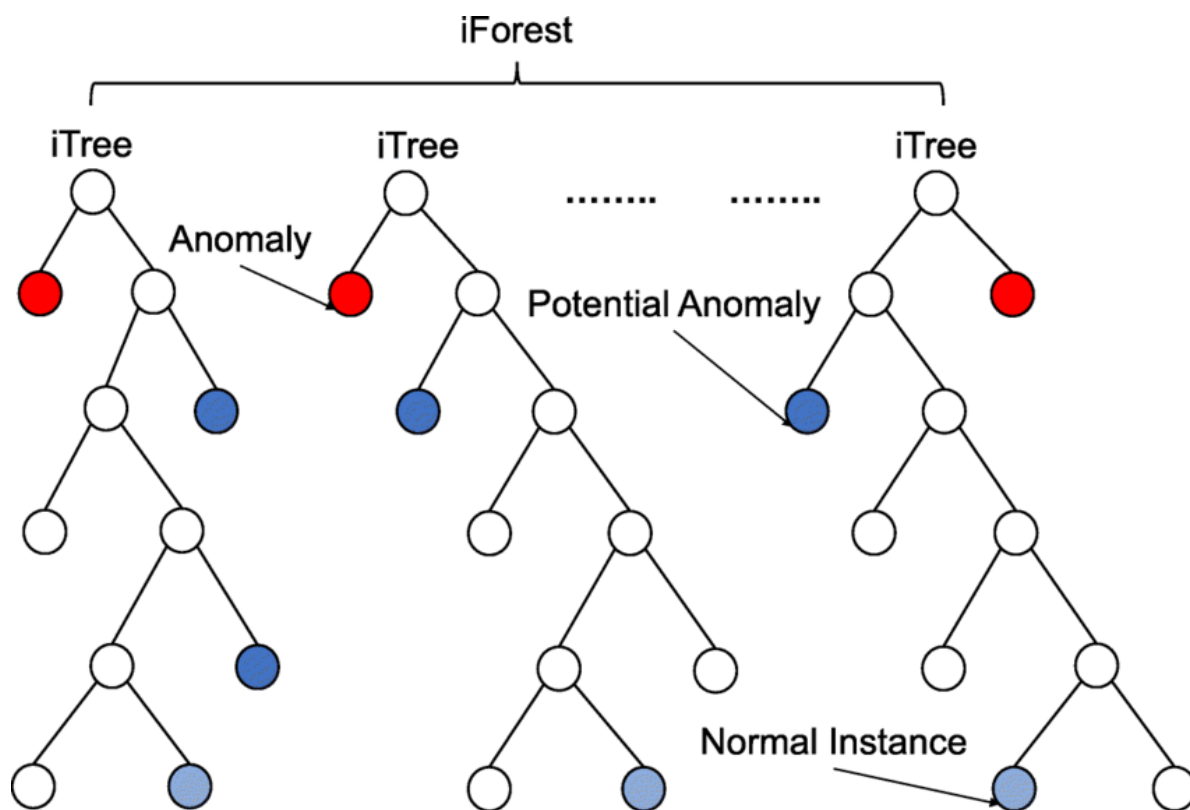 iForest
iTree
iTree
iTree
........
........
Anomaly
Potential Anomaly
Normal Instance